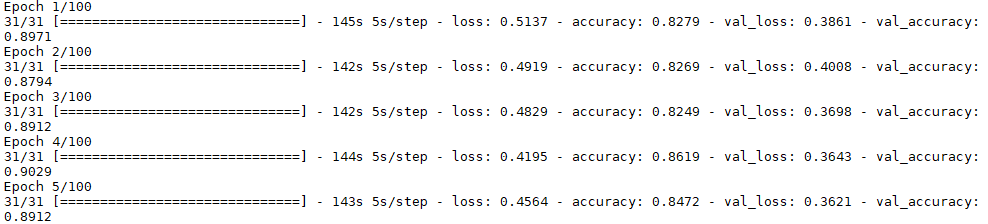 Epoch 1/100
31/31 [==============================] - 145s 5s/step - loss: 0.5137 - accuracy: 0.8279 - val_loss: 0.3861 - val_accuracy:
0.8971
Epoch 2/100
31/31 [==============================] - 142s 5s/step - loss: 0.4919 - accuracy: 0.8269 - val_loss: 0.4008 - val_accuracy:
0.8794
Epoch 3/100
31/31 [==============================] - 142s 5s/step - loss: 0.4829 - accuracy: 0.8249 - val_loss: 0.3698 - val_accuracy:
0.8912
Epoch 4/100
31/31 [==============================] - 144s 5s/step - loss: 0.4195 - accuracy: 0.8619 - val_loss: 0.3643 - val_accuracy:
0.9029
Epoch 5/100
31/31 [==============================] - 143s 5s/step - loss: 0.4564 - accuracy: 0.8472 - val_loss: 0.3621 - val_accuracy:
0.8912